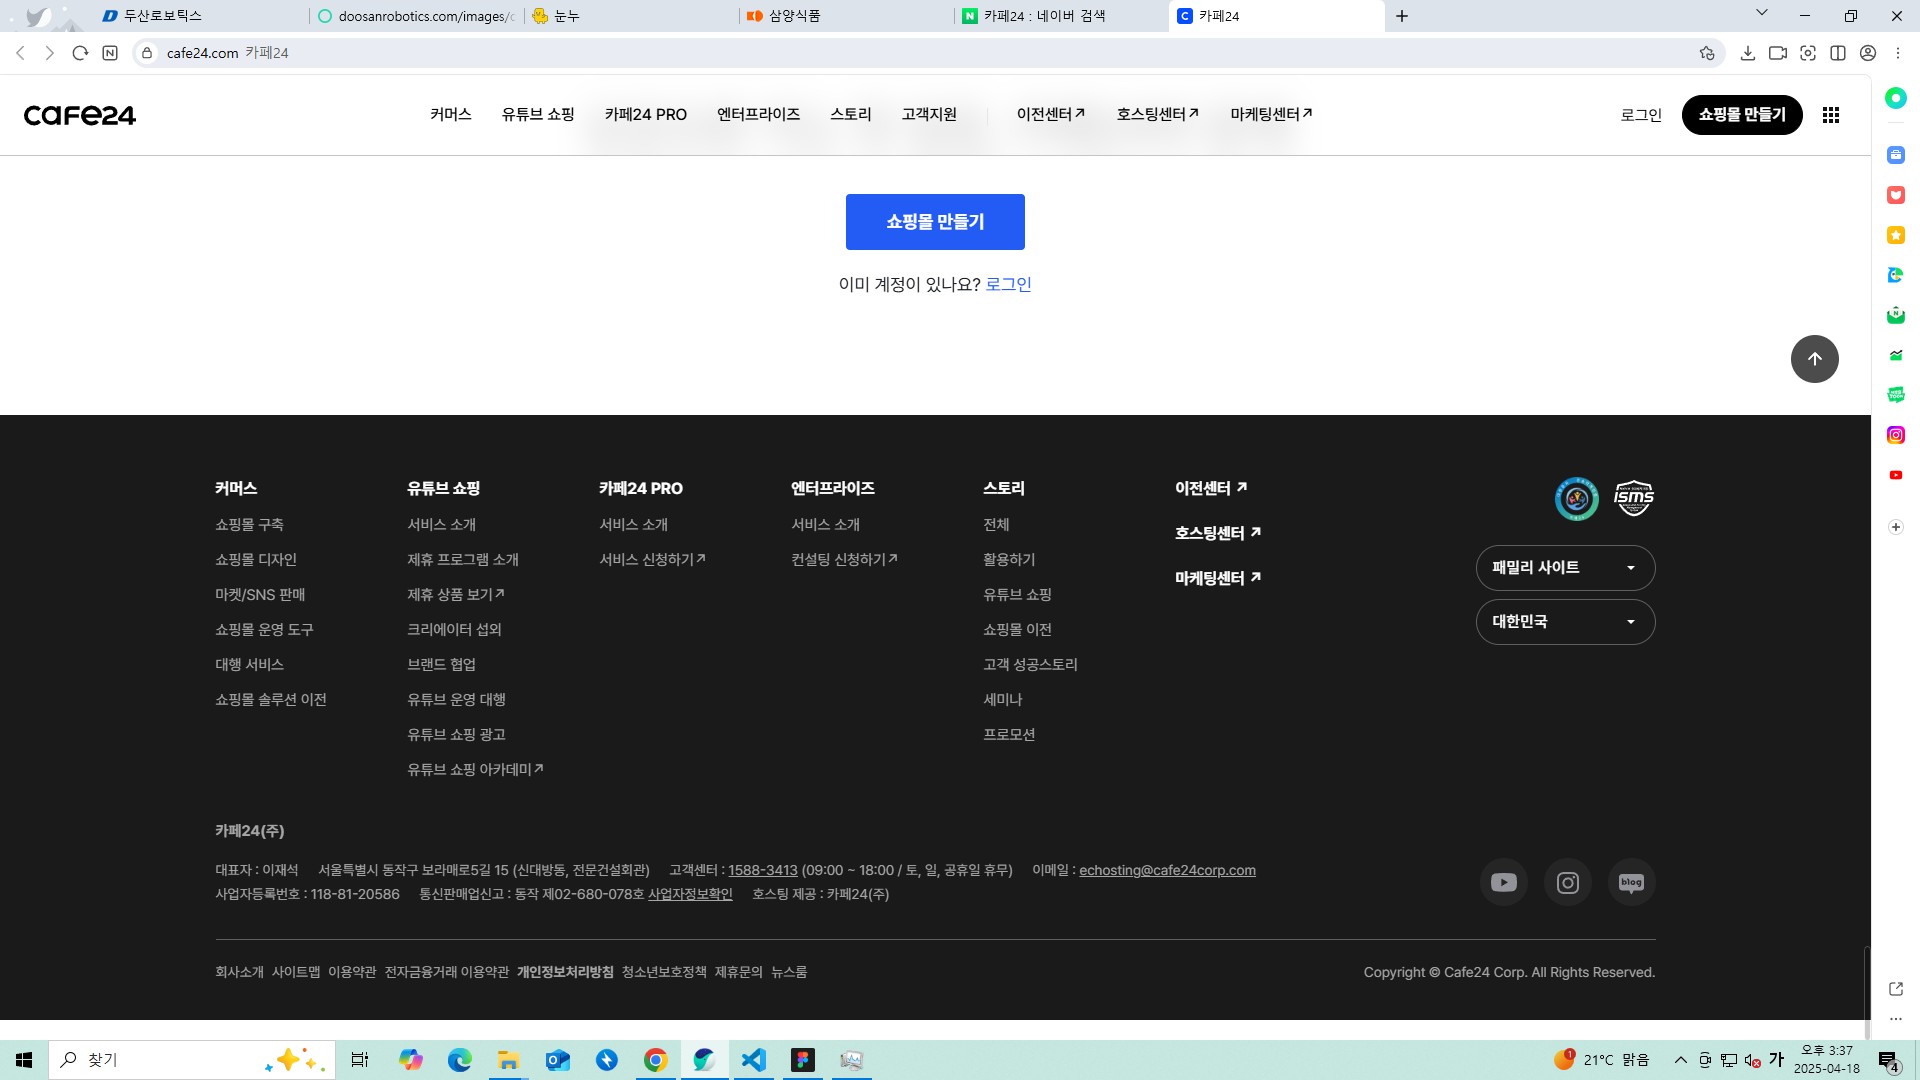 두산로보틱스
doosanrobotics.com/images/
눈누
삼양식품
카페24 : 네이버 검색
카페24
cafe24.com 카페24
cafe24
커머스 유튜브 쇼핑 카페24 PRO 엔터프라이즈 스토리 고객지원 이전센터↗ 호스팅센터↗ 마케팅센터↗ 로그인 쇼핑몰 만들기
쇼핑몰 만들기
이미 계정이 있나요? 로그인
커머스
쇼핑몰 구축
쇼핑몰 디자인
마켓/SNS 판매
쇼핑몰 운영 도구
대행 서비스
쇼핑몰 솔루션 이전
유튜브 쇼핑
서비스 소개
제휴 프로그램 소개
제휴 상품 보기↗
크리에이터 섭외
브랜드 협업
유튜브 운영 대행
유튜브 쇼핑 광고
유튜브 쇼핑 아카데미↗
카페24 PRO
서비스 소개
서비스 신청하기↗
엔터프라이즈
서비스 소개
컨설팅 신청하기↗
스토리
전체
활용하기
유튜브 쇼핑
쇼핑몰 이전
고객 성공스토리
세미나
프로모션
이전센터 ↗
호스팅센터 ↗
마케팅센터 ↗
ISMS
패밀리 사이트
대한민국
카페24(주)
대표자 : 이재석 서울특별시 동작구 보라매로5길 15 (신대방동, 전문건설회관) 고객센터 : 1588-3413 (09:00 ~ 18:00 / 토, 일, 공휴일 휴무) 이메일 : echosting@cafe24corp.com
사업자등록번호 : 118-81-20586 통신판매업신고 : 동작 제02-680-078호 사업자정보확인 호스팅 제공 : 카페24(주)
blog
회사소개 사이트맵 이용약관 전자금융거래 이용약관 개인정보처리방침 청소년보호정책 제휴문의 뉴스룸
Copyright © Cafe24 Corp. All Rights Reserved.
찾기
1
21°C 맑음
가
오후 3:37
2025-04-18
4